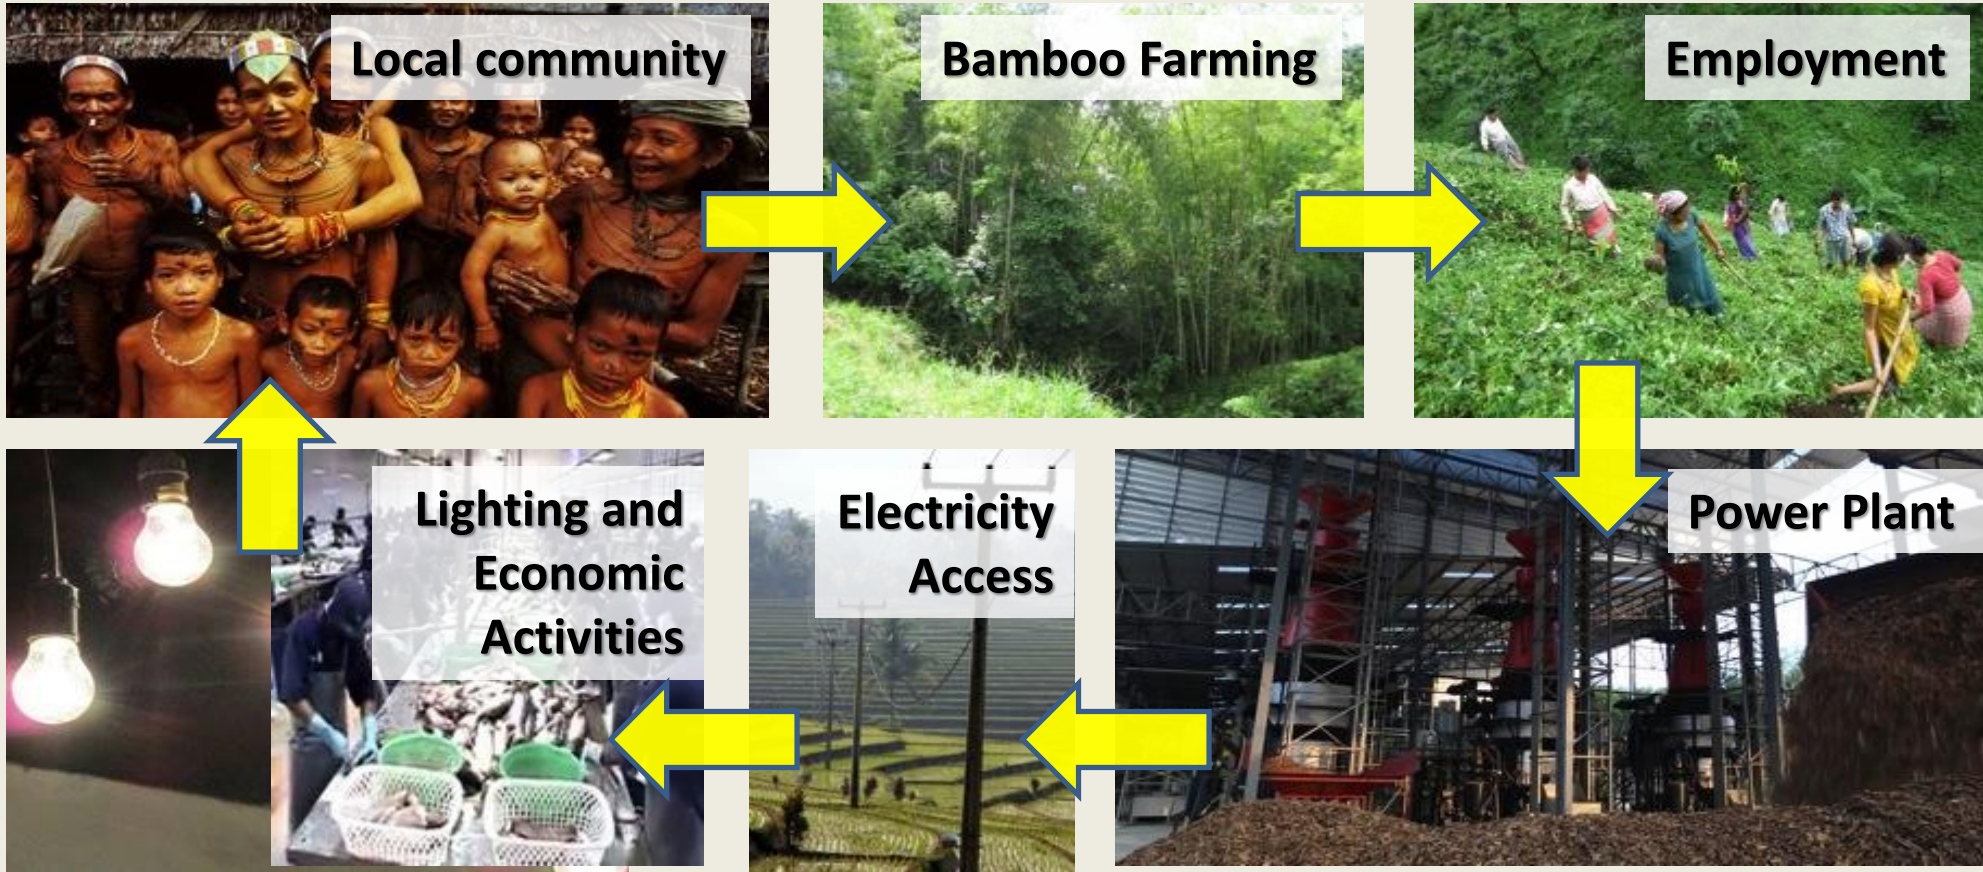 Local community
Bamboo Farming
Employment
Power Plant
Electricity
Access
Lighting and
Economic
Activities